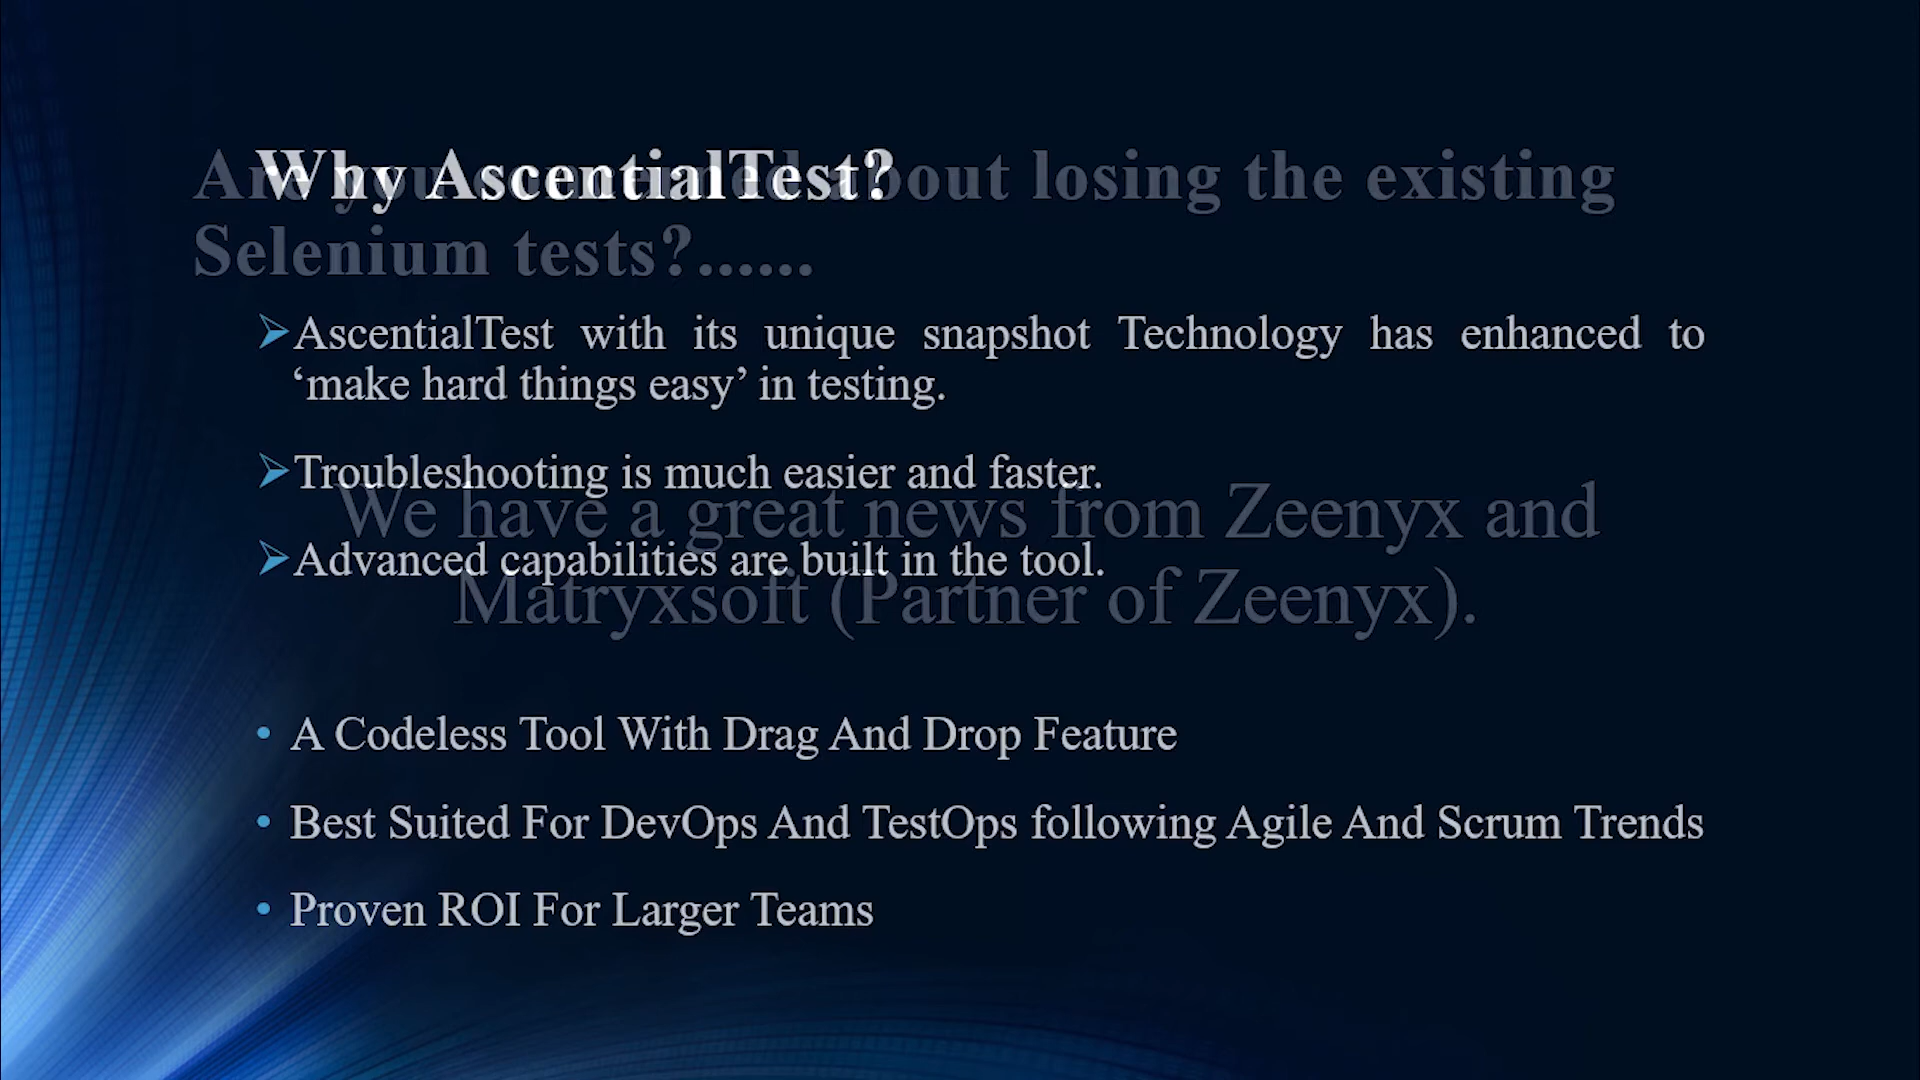 Why AscentialTest?
about losing the existing
Selenium tests?......
➢AscentialTest with its unique snapshot Technology has enhanced to
‘make hard things easy’ in testing.
➢Troubleshooting is much easier and faster.
We have a great news from Zeenyx and
➢Advanced capabilities are built in the tool.
Matryxsoft (Partner of Zeenyx).
• A Codeless Tool With Drag And Drop Feature
• Best Suited For DevOps And TestOps following Agile And Scrum Trends
• Proven ROI For Larger Teams